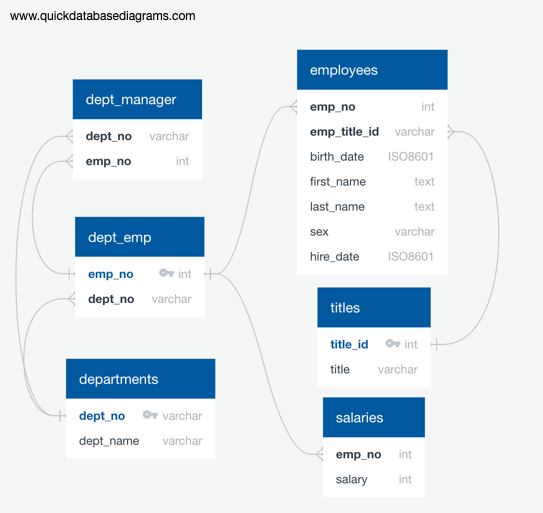 www.quickdatabasediagrams.com
dept_manager
dept_no varchar
emp_no int
dept_emp
emp_no int
dept_no varchar
departments
dept_no varchar
dept_name varchar
employees
emp_no int
emp_title_id varchar
birth_date ISO8601
first_name text
last_name text
sex varchar
hire_date ISO8601
titles
title_id int
title varchar
salaries
emp_no int
salary int